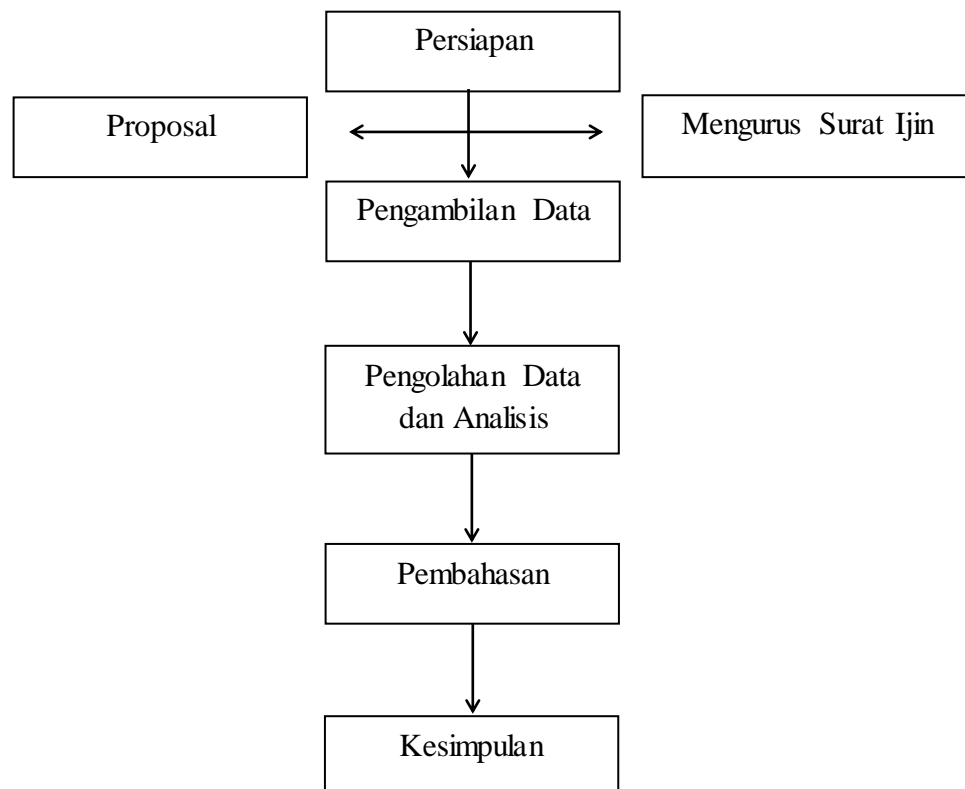 Persiapan
Proposal
Mengurus Surat Ijin
Pengambilan Data
Pengolahan Data
dan Analisis
Pembahasan
Kesimpulan